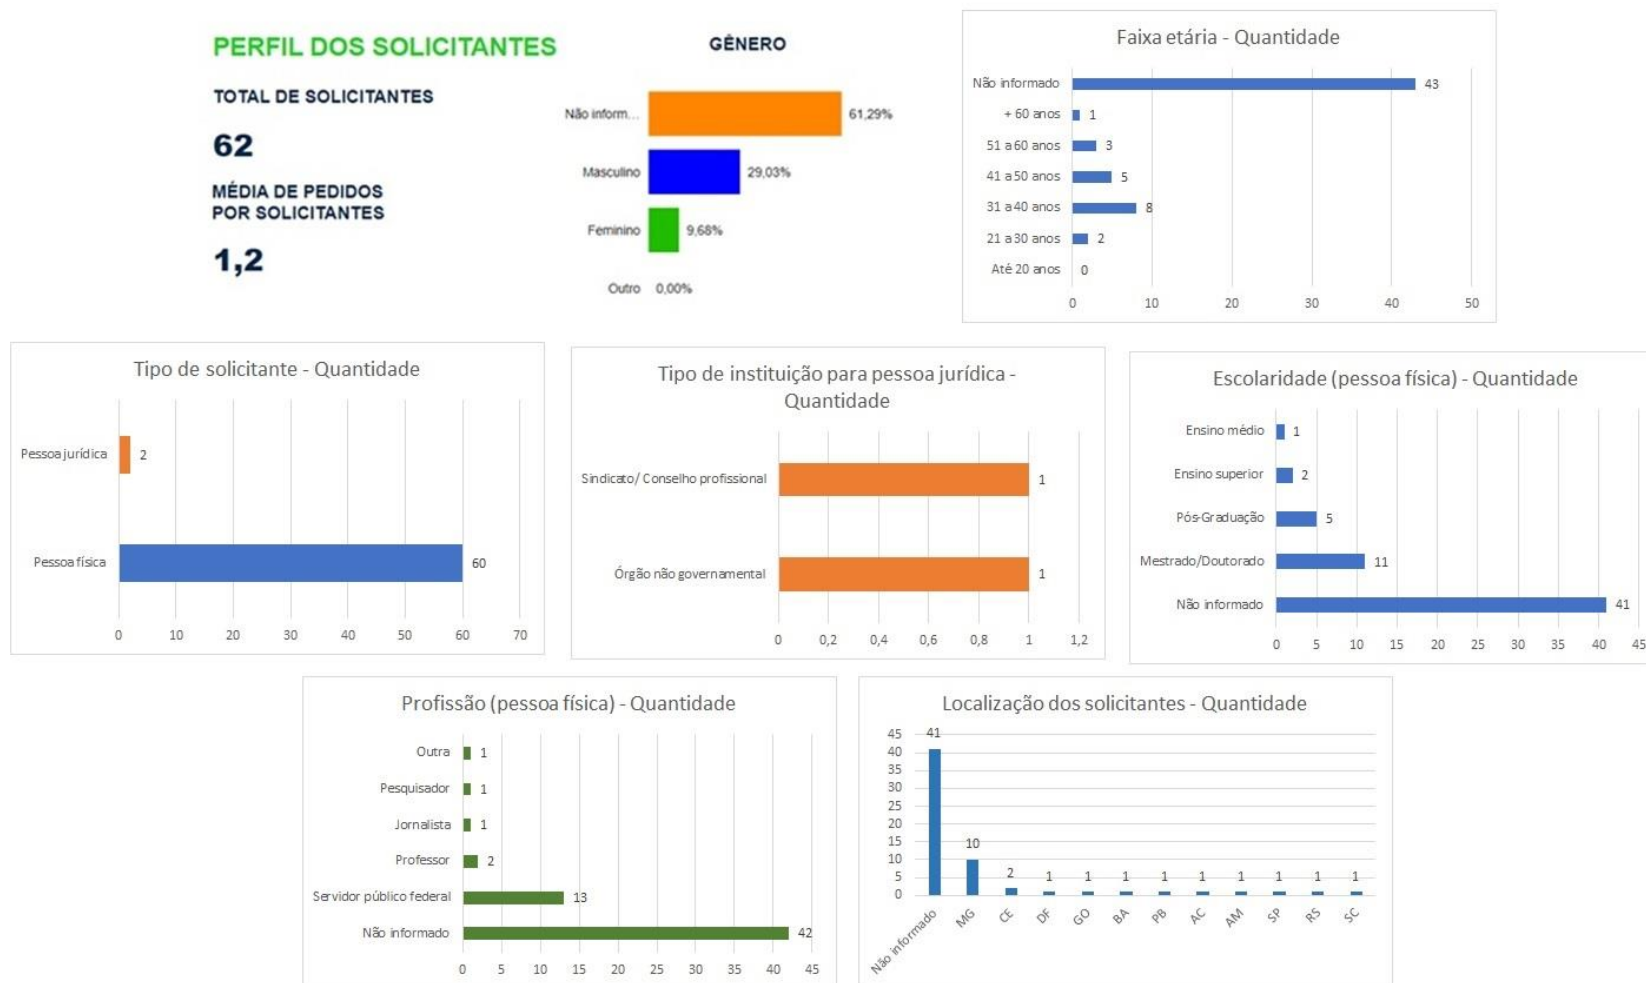 PERFIL DOS SOLICITANTES
TOTAL DE SOLICITANTES
62
MÉDIA DE PEDIDOS
POR SOLICITANTES
1,2
GÊNERO
Não inform... 61,29%
Masculino 29,03%
Feminino 9,68%
Outro 0,00%
Faixa etária - Quantidade
Não informado 43
+ 60 anos 1
51 a 60 anos 3
41 a 50 anos 5
31 a 40 anos 8
21 a 30 anos 2
Até 20 anos 0
0 10 20 30 40 50
Tipo de solicitante - Quantidade
Pessoa jurídica 2
Pessoa física 60
0 10 20 30 40 50 60 70
Tipo de instituição para pessoa jurídica -
Quantidade
Sindicato/ Conselho profissional 1
Órgão não governamental 1
0 0,2 0,4 0,6 0,8 1 1,2
Escolaridade (pessoa física) - Quantidade
Ensino médio 1
Ensino superior 2
Pós-Graduação 5
Mestrado/Doutorado 11
Não informado 41
0 5 10 15 20 25 30 35 40 45
Profissão (pessoa física) - Quantidade
Outra 1
Pesquisador 1
Jornalista 1
Professor 2
Servidor público federal 13
Não informado 42
0 5 10 15 20 25 30 35 40 45
Localização dos solicitantes - Quantidade
45
40
35
30
25
20
15
10
5
0
41 10 2 1 1 1 1 1 1 1 1 1
Não informado MG CE DF GO BA PB AC AM SP RS SC